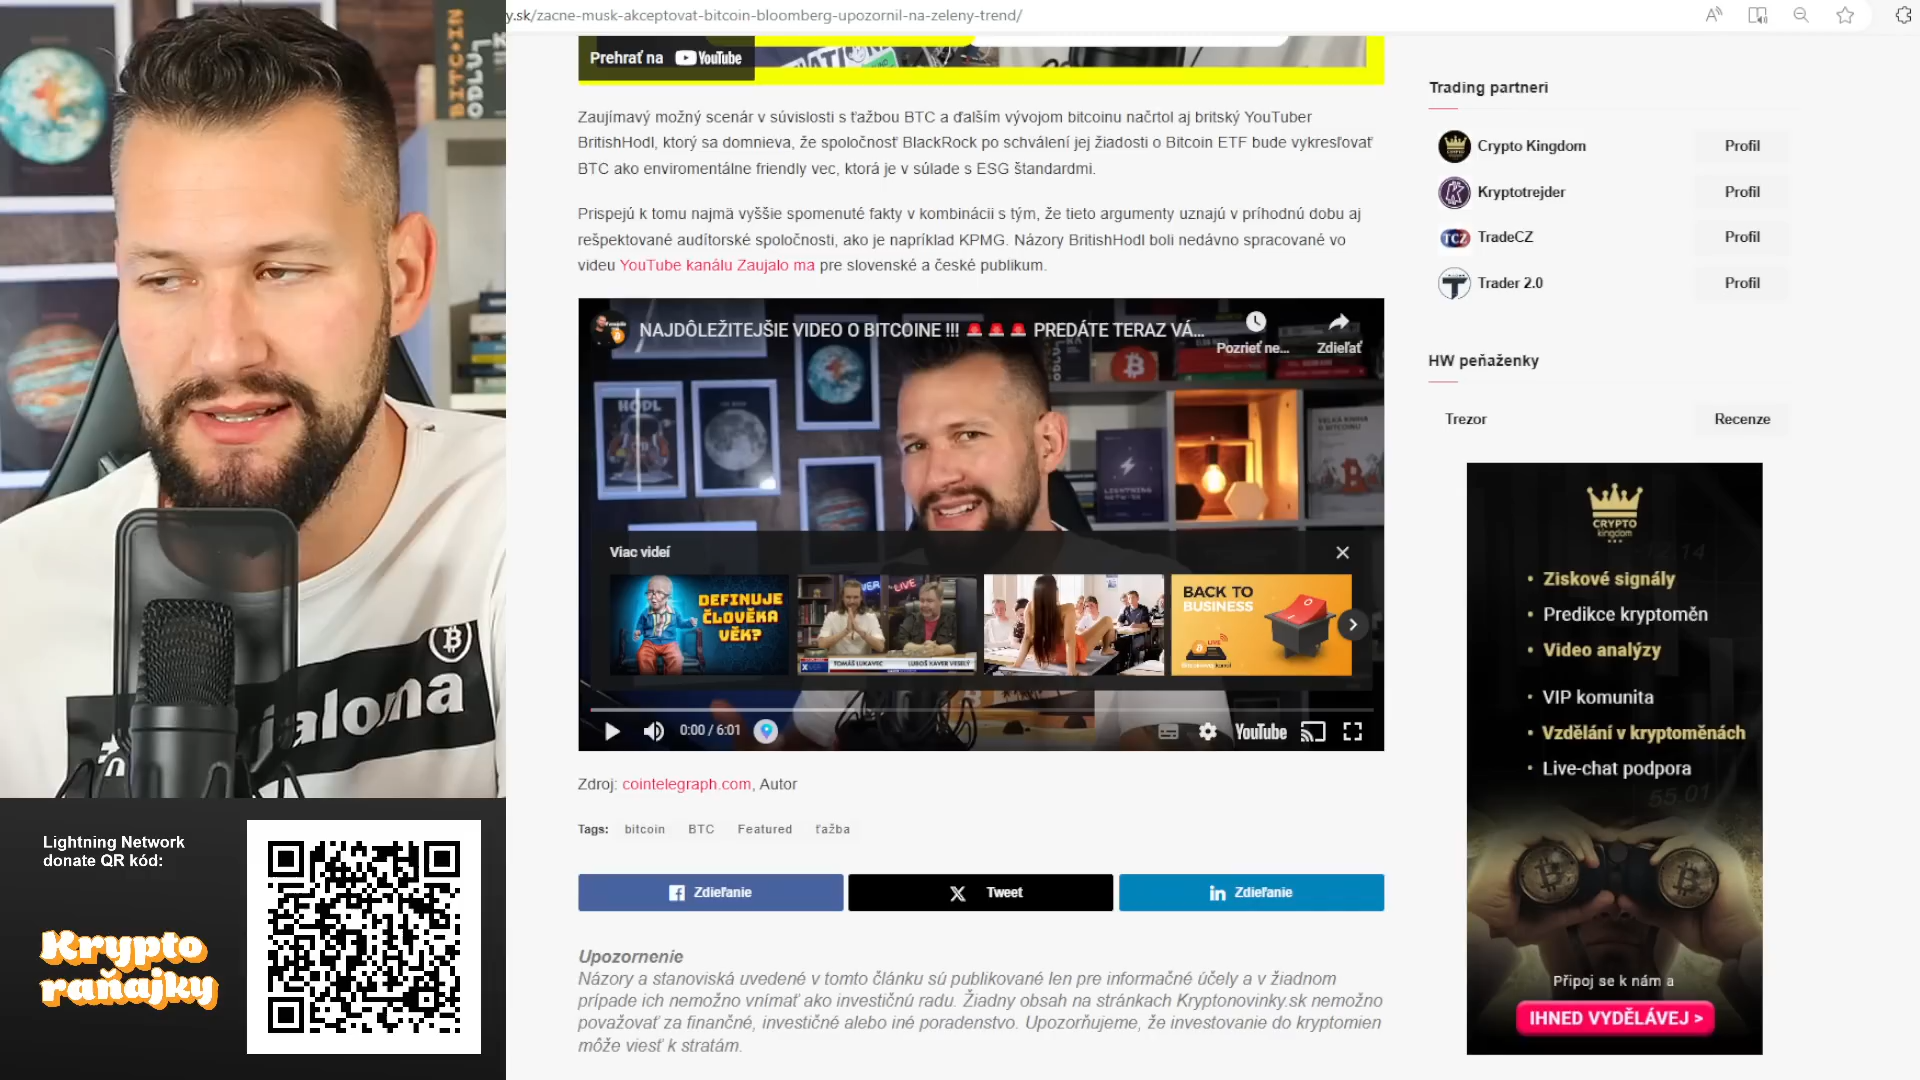 y.sk/zacne-musk-akceptovat-bitcoin-bloomberg-upozornil-na-zeleny-trend/
Prehrať na YouTube
Zaujímavý možný scenár v súvislosti s ťažbou BTC a ďalším vývojom bitcoinu načrtol aj britský YouTuber
BritishHodl, ktorý sa domnieva, že spoločnosť BlackRock po schválení jej žiadosti o Bitcoin ETF bude vykresľovať
BTC ako enviromentálne friendly vec, ktorá je v súlade s ESG štandardmi.
Prispejú k tomu najmä vyššie spomenuté fakty v kombinácii s tým, že tieto argumenty uznajú v príhodnú dobu aj
rešpektované audítorské spoločnosti, ako je napríklad KPMG. Názory BritishHodl boli nedávno spracované vo
videu YouTube kanálu Zaujalo ma pre slovenské a české publikum.
NAJDÔLEŽITEJŠIE VIDEO O BITCOINE !!! 🚨🚨🚨 PREDÁTE TERAZ VÁ...
Pozrieť ne...
Zdieľať
HODL
LIGHTNING
Viac videí
DEFINUJE
ČLOVĚKA
VĚK?
LIVE
TOMÁŠ LUKAVEC
LUBOŠ XAVER VESELÝ
BACK TO
BUSINESS
0:00 / 6:01
YouTube
Zdroj: cointelegraph.com, Autor
Tags: bitcoin BTC Featured ťažba
Zdieľanie
Tweet
Zdieľanie
Upozornenie
Názory a stanoviská uvedené v tomto článku sú publikované len pre informačné účely a v žiadnom
prípade ich nemožno vnímať ako investičnú radu. Žiadny obsah na stránkach Kryptonovinky.sk nemožno
považovať za finančné, investičné alebo iné poradenstvo. Upozorňujeme, že investovanie do kryptomien
môže viesť k stratám.
Trading partneri
Crypto Kingdom Profil
Kryptotrejder Profil
TCZ TradeCZ Profil
Trader 2.0 Profil
HW peňaženky
Trezor Recenze
CRYPTO
kingdom
• Ziskové signály
• Predikce kryptoměn
• Video analýzy
• VIP komunita
• Vzdělání v kryptoměnách
• Live-chat podpora
55.01
Připoj se k nám a
IHNED VYDĚLÁVEJ >
Lightning Network
donate QR kód:
Krypto
raňajky